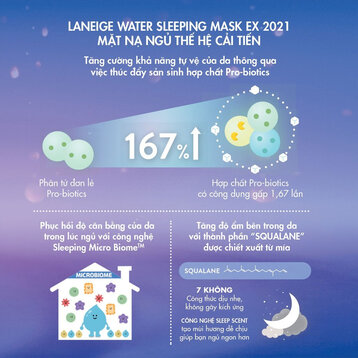 LANEIGE WATER SLEEPING MASK EX 2021
MẶT NẠ NGỦ THẾ HỆ CẢI TIẾN
Tăng cường khả năng tự vệ của da thông qua
việc thúc đẩy sản sinh hợp chất Pro-biotics
167%↑
Phân tử đơn lẻ
Pro-biotics
Hợp chất Pro-biotics
có công dụng gấp 1,67 lần
Phục hồi độ cân bằng của da
trong lúc ngủ với công nghệ
Sleeping Micro Biome™
MICROBIOME
Tăng độ ẩm bên trong da
với thành phần "SQUALANE"
được chiết xuất từ mía
SQUALANE
7 KHÔNG
Công thức dịu nhẹ,
không gây kích ứng
CÔNG NGHỆ SLEEP SCENT
tạo mùi hương dễ chịu
giúp bạn ngủ ngon hơn